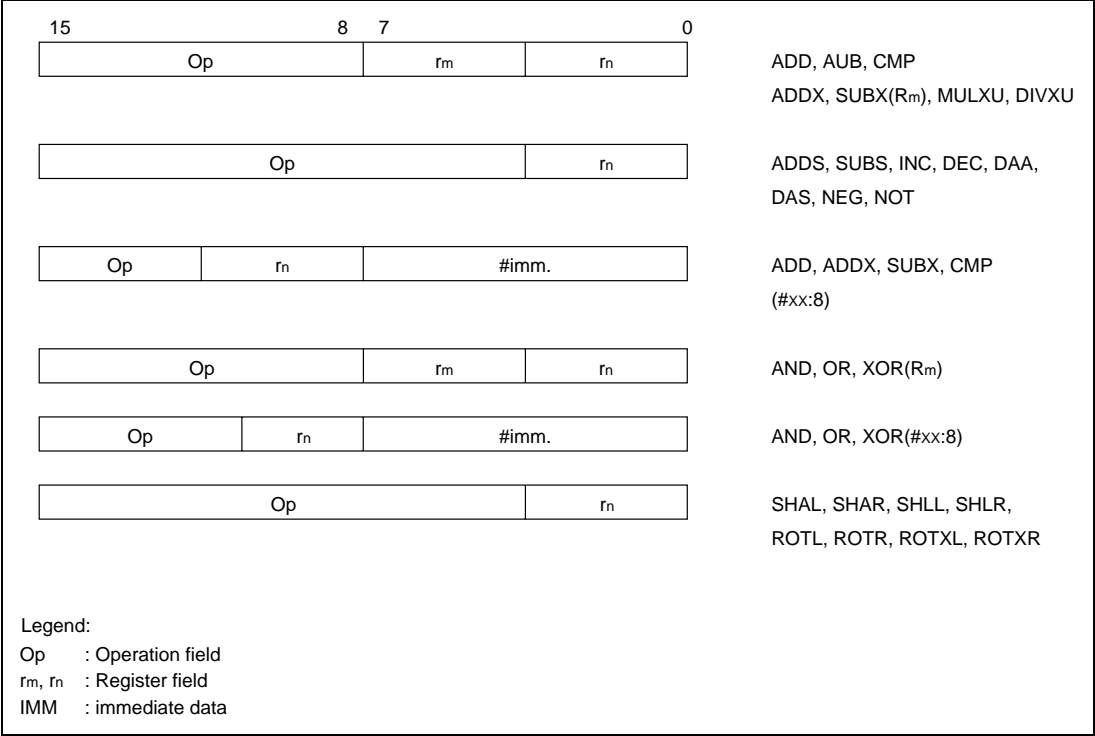 15 8 7 0
Op rm rn ADD, AUB, CMP
ADDX, SUBX(Rm), MULXU, DIVXU
Op rn ADDS, SUBS, INC, DEC, DAA,
DAS, NEG, NOT
Op rn #imm. ADD, ADDX, SUBX, CMP
(#xx:8)
Op rm rn AND, OR, XOR(Rm)
Op rn #imm. AND, OR, XOR(#xx:8)
Op rn SHAL, SHAR, SHLL, SHLR,
ROTL, ROTR, ROTXL, ROTXR
Legend:
Op : Operation field
rm, rn : Register field
IMM : immediate data